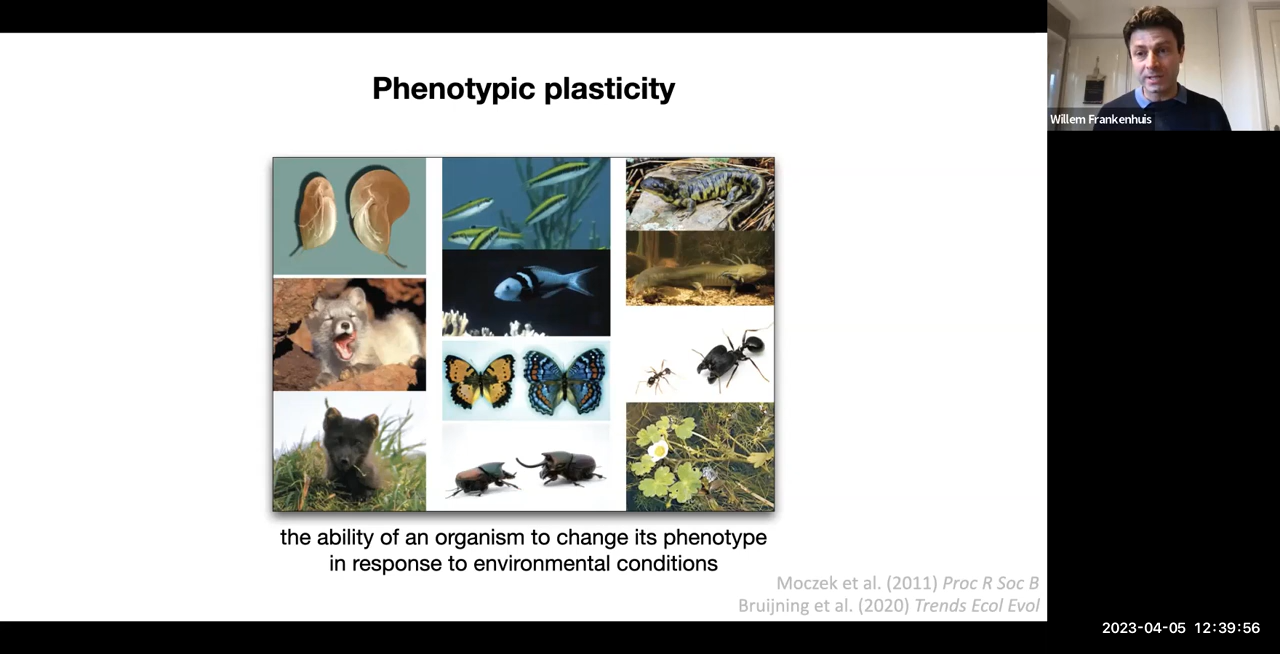 Phenotypic plasticity
Willem Frankenhuis
the ability of an organism to change its phenotype
in response to environmental conditions
Moczek et al. (2011) Proc R Soc B
Bruijning et al. (2020) Trends Ecol Evol
2023-04-05 12:39:56